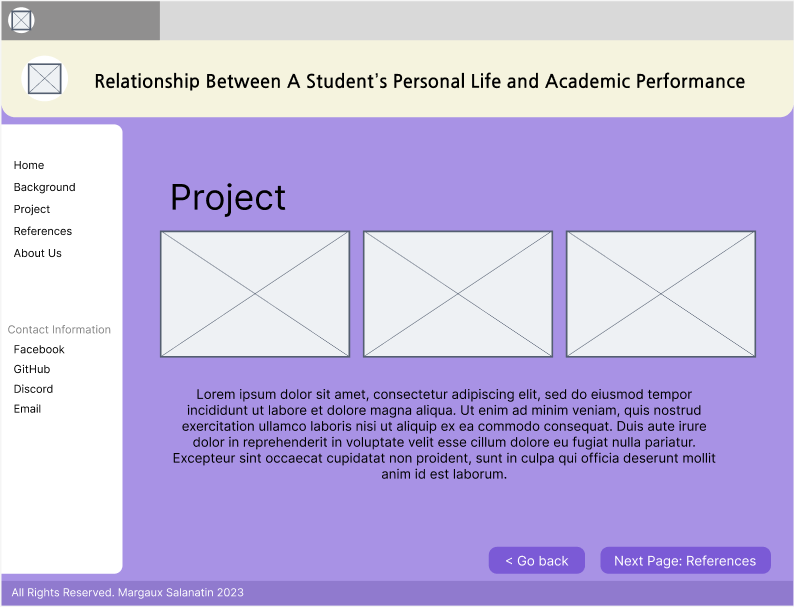 Relationship Between A Student's Personal Life and Academic Performance
Home
Background
Project
References
About Us
Contact Information
Facebook
GitHub
Discord
Email
Project
Lorem ipsum dolor sit amet, consectetur adipiscing elit, sed do eiusmod tempor
incididunt ut labore et dolore magna aliqua. Ut enim ad minim veniam, quis nostrud
exercitation ullamco laboris nisi ut aliquip ex ea commodo consequat. Duis aute irure
dolor in reprehenderit in voluptate velit esse cillum dolore eu fugiat nulla pariatur.
Excepteur sint occaecat cupidatat non proident, sunt in culpa qui officia deserunt mollit
anim id est laborum.
< Go back
Next Page: References
All Rights Reserved. Margaux Salanatin 2023